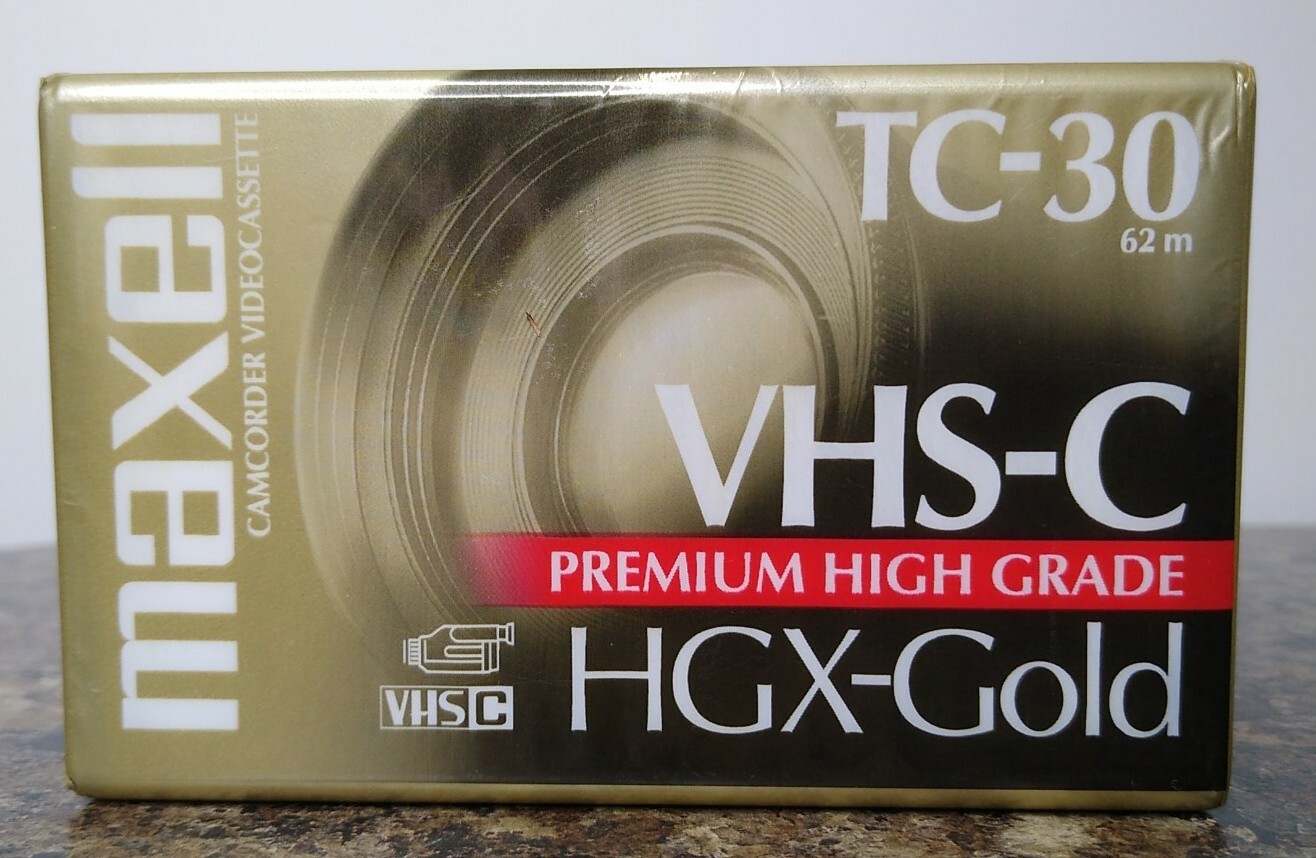 maxell
CAMCORDER VIDEOCASSETTE
TC-30
62 m
VHS-C
PREMIUM HIGH GRADE
HGX-Gold
VHS C